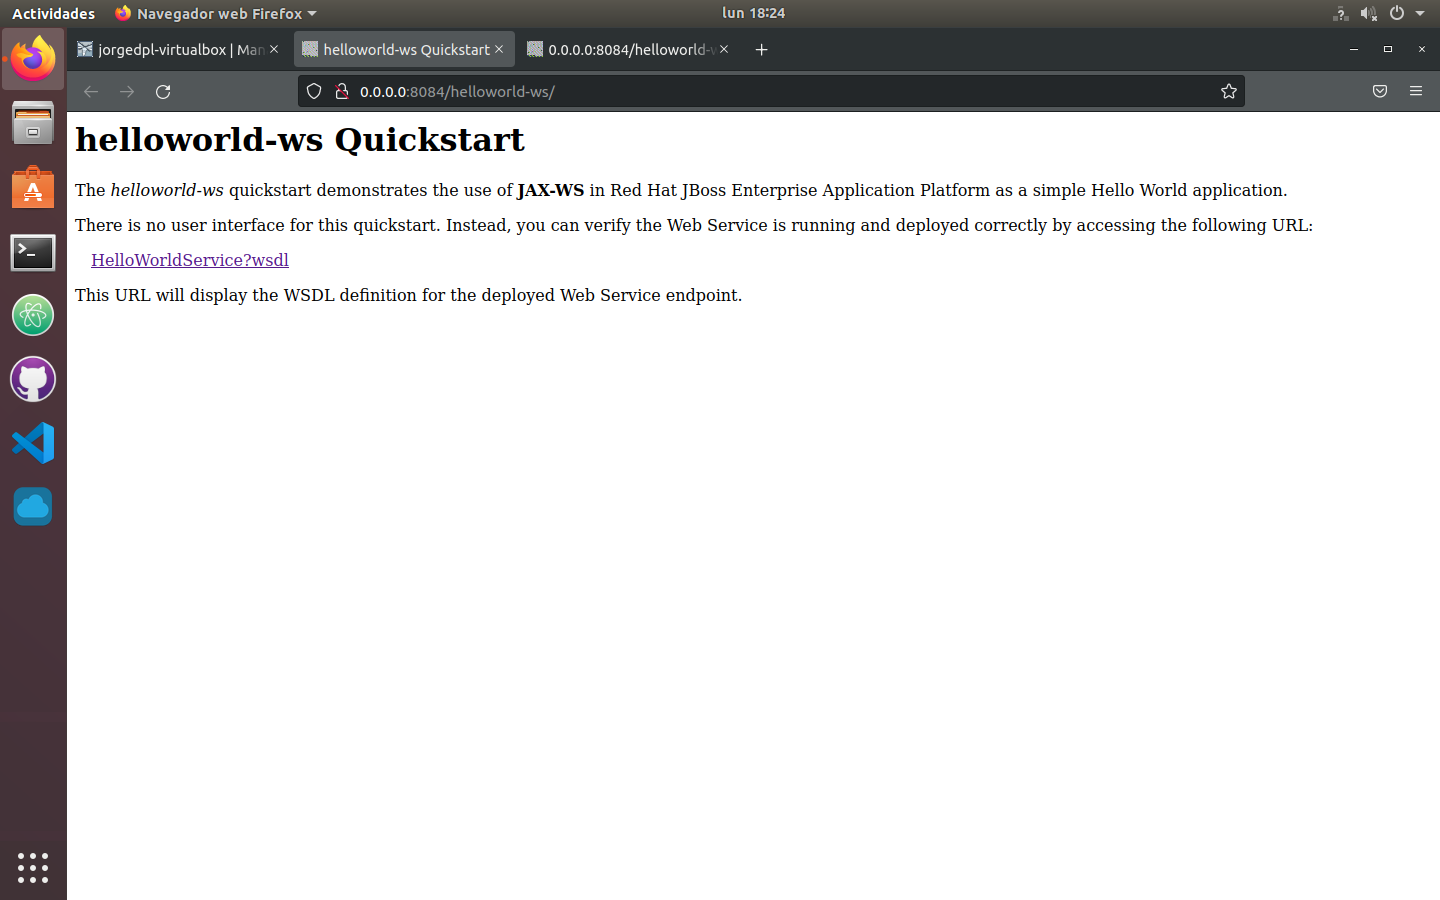 Actividades Navegador web Firefox lun 18:24
jorgedpl-virtualbox | Man helloworld-ws Quickstart 0.0.0.0:8084/helloworld-w
0.0.0.0:8084/helloworld-ws/
helloworld-ws Quickstart
The helloworld-ws quickstart demonstrates the use of JAX-WS in Red Hat JBoss Enterprise Application Platform as a simple Hello World application.
There is no user interface for this quickstart. Instead, you can verify the Web Service is running and deployed correctly by accessing the following URL:
HelloWorldService?wsdl
This URL will display the WSDL definition for the deployed Web Service endpoint.